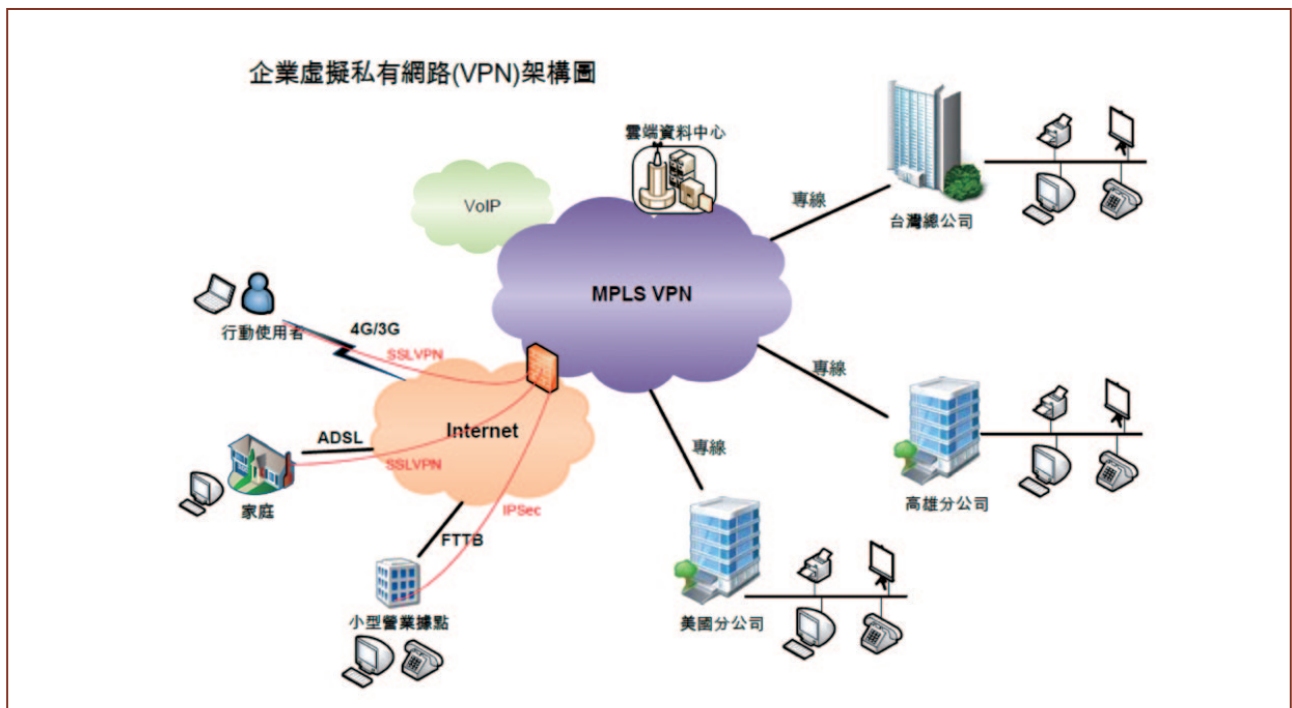 企業虛擬私有網路(VPN)架構圖
雲端資料中心
VoIP
MPLS VPN
專線
台灣總公司
行動使用者
4G/3G
SSLVPN
專線
高雄分公司
Internet
ADSL
SSLVPN
家庭
專線
IPSec
FTTB
小型營業據點
美國分公司